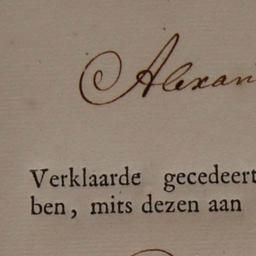 Alexan
Verklaarde gecedeert
ben, mits dezen aan